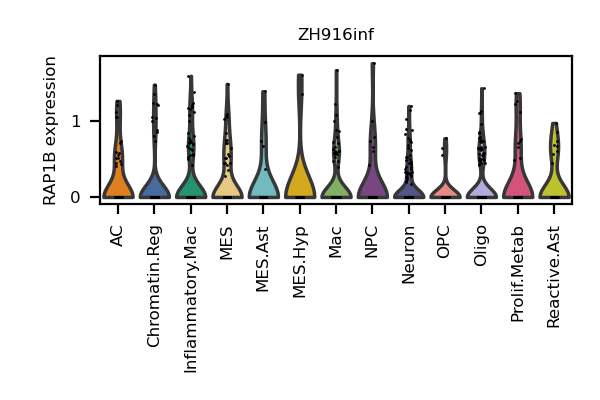 ZH916inf
RAP1B expression
1
0
AC
Chromatin.Reg
Inflammatory.Mac
MES
MES.Ast
MES.Hyp
Mac
NPC
Neuron
OPC
Oligo
Prolif.Metab
Reactive.Ast